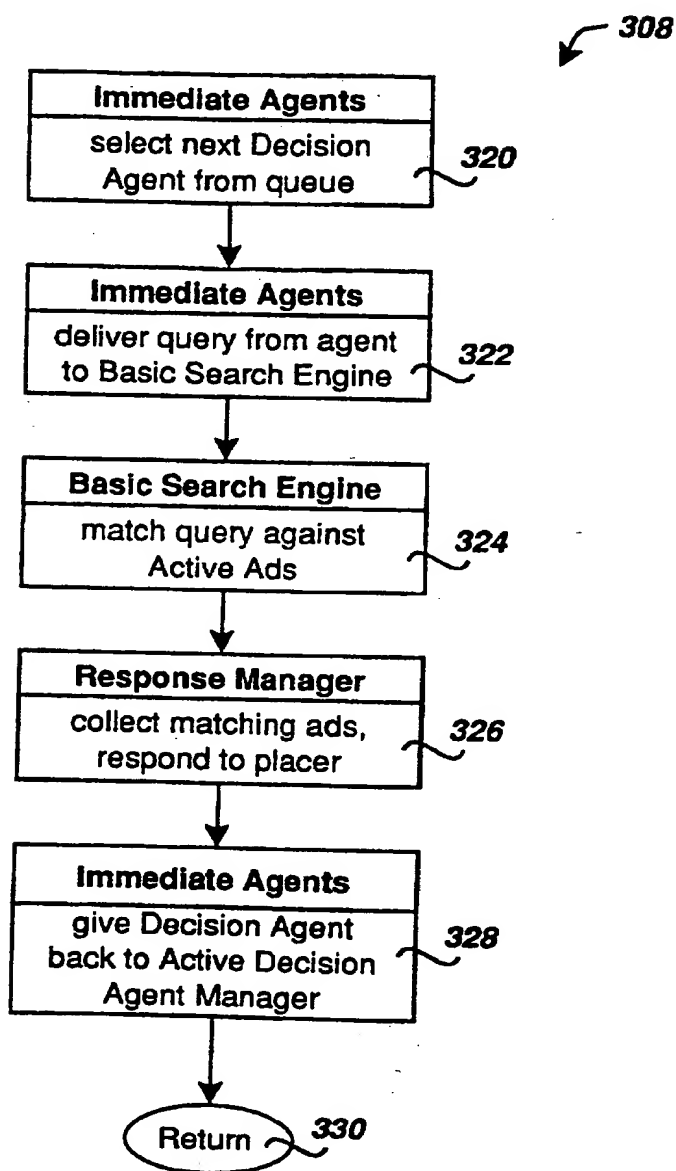 308
Immediate Agents
select next Decision
Agent from queue
320
Immediate Agents
deliver query from agent
to Basic Search Engine
322
Basic Search Engine
match query against
Active Ads
324
Response Manager
collect matching ads,
respond to placer
326
Immediate Agents
give Decision Agent
back to Active Decision
Agent Manager
328
Return
330